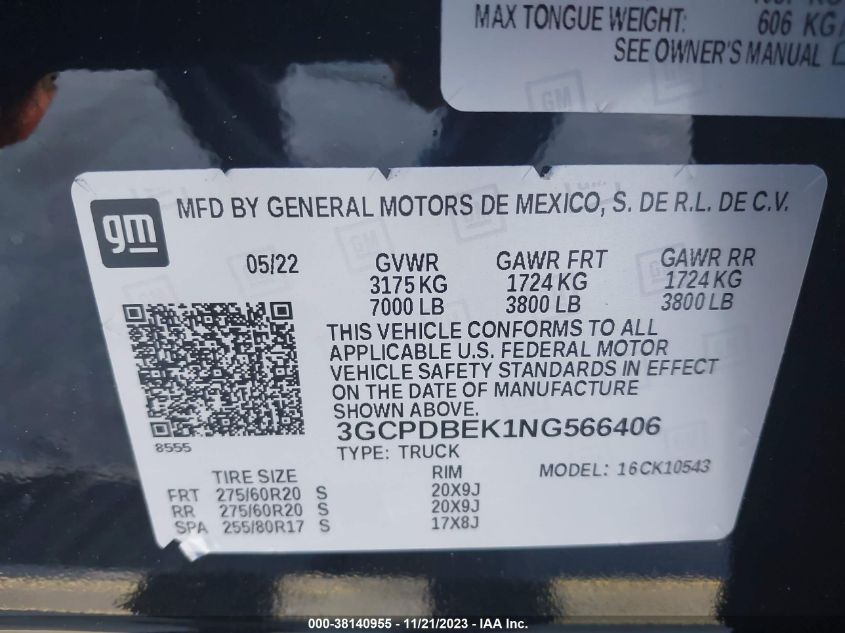 MAX TONGUE WEIGHT:
606 KG/
SEE OWNER'S MANUAL
GM
gm
MFD BY GENERAL MOTORS DE MEXICO, S. DE R.L. DE C.V.
05/22 GVWR GAWR FRT GAWR RR
3175 KG 1724 KG 1724 KG
7000 LB 3800 LB 3800 LB
THIS VEHICLE CONFORMS TO ALL
APPLICABLE U.S. FEDERAL MOTOR
VEHICLE SAFETY STANDARDS IN EFFECT
ON THE DATE OF MANUFACTURE
SHOWN ABOVE.
3GCPDBEK1NG566406
8555
TYPE: TRUCK
MODEL: 16CK10543
TIRE SIZE RIM
FRT 275/60R20 S 20X9J
RR 275/60R20 S 20X9J
SPA 255/80R17 S 17X8J
000-38140955 - 11/21/2023 - IAA Inc.